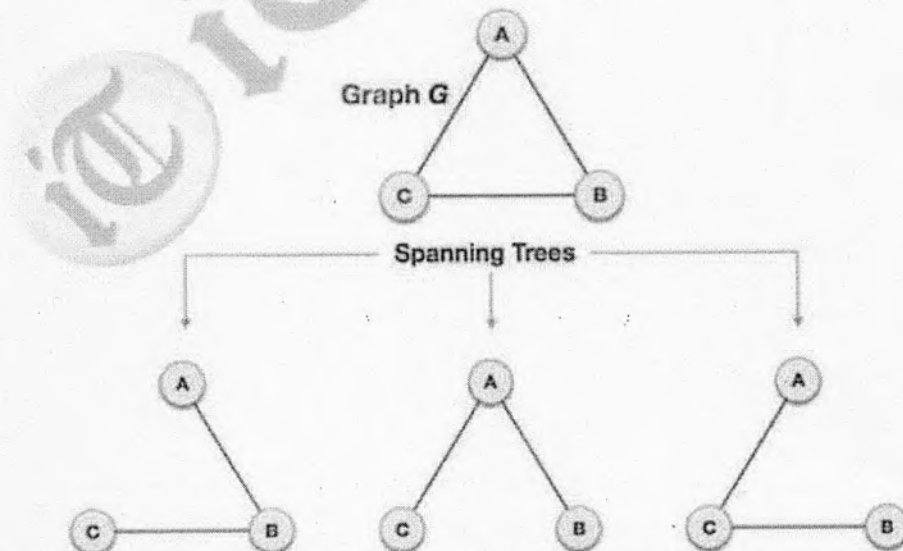 A
Graph G
C B
Spanning Trees
A A A
C B C B C B